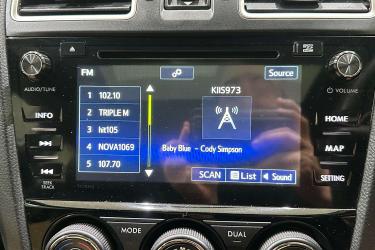 FM
Source
AUDIO/TUNE
POWER
KIIS973
1 102.10
2 TRIPLE M
3 hit105
4 NOVA1069
5 107.70
INFO
HOME
MAP
Baby Blue - Cody Simpson
SCAN
List
Sound
SEEK
TRACK
SETTING
MODE
DUAL